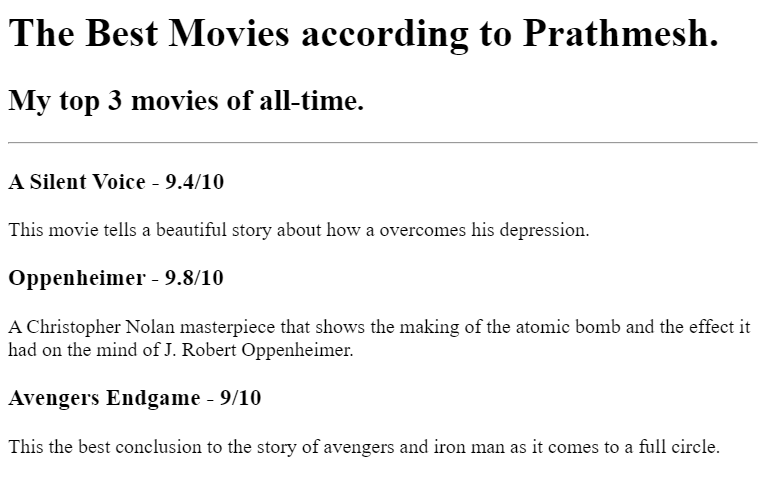 The Best Movies according to Prathmesh.
My top 3 movies of all-time.
A Silent Voice - 9.4/10
This movie tells a beautiful story about how a overcomes his depression.
Oppenheimer - 9.8/10
A Christopher Nolan masterpiece that shows the making of the atomic bomb and the effect it
had on the mind of J. Robert Oppenheimer.
Avengers Endgame - 9/10
This the best conclusion to the story of avengers and iron man as it comes to a full circle.